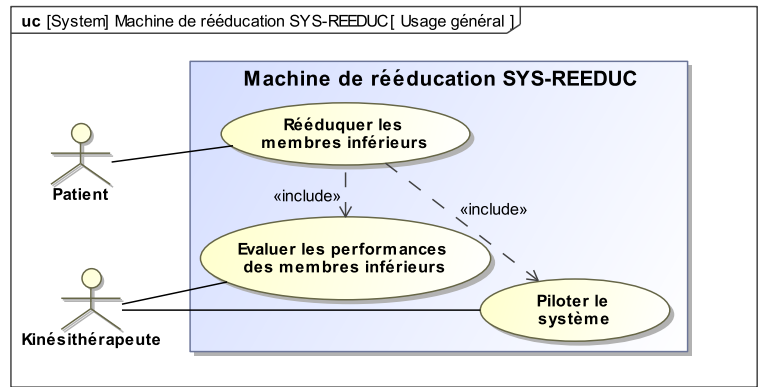 uc [System] Machine de rééducation SYS-REEDUC [ Usage général ]
Machine de rééducation SYS-REEDUC
Rééduquer les
membres inférieurs
Patient
«include»
«include»
Evaluer les performances
des membres inférieurs
Piloter le
système
Kinésithérapeute